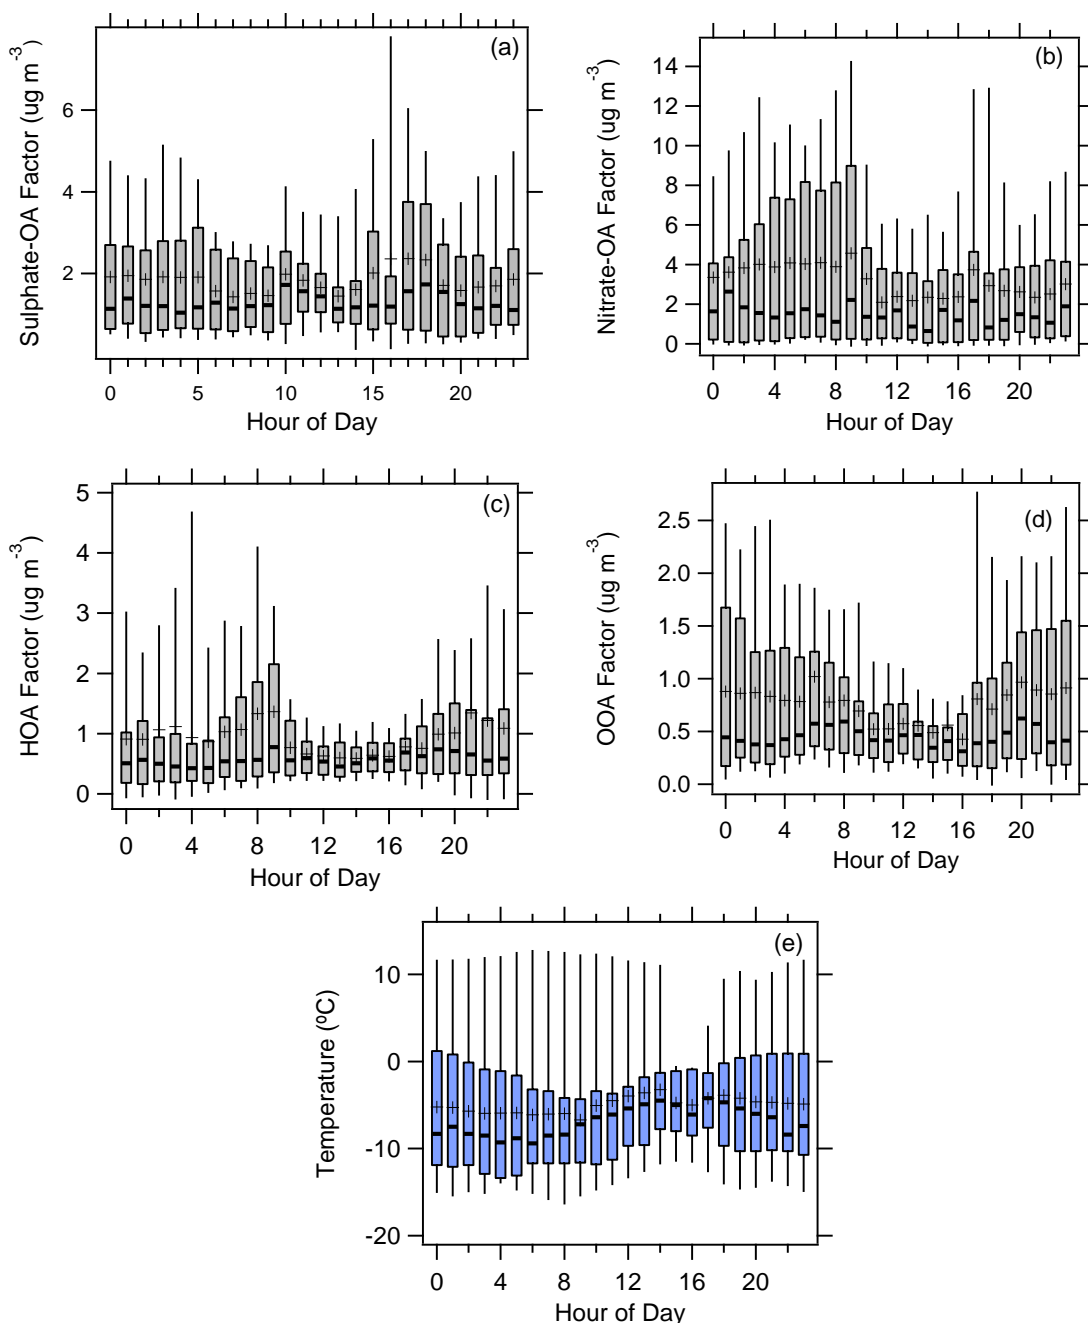 (a)
Sulphate-OA Factor (ug m-3)
6
4
2
0 5 10 15 20
Hour of Day
(b)
Nitrate-OA Factor (ug m-3)
14
12
10
8
6
4
2
0
0 4 8 12 16 20
Hour of Day
(c)
HOA Factor (ug m-3)
5
4
3
2
1
0
0 4 8 12 16 20
Hour of Day
(d)
OOA Factor (ug m-3)
2.5
2.0
1.5
1.0
0.5
0.0
0 4 8 12 16 20
Hour of Day
(e)
Temperature (ºC)
10
0
-10
-20
0 4 8 12 16 20
Hour of Day